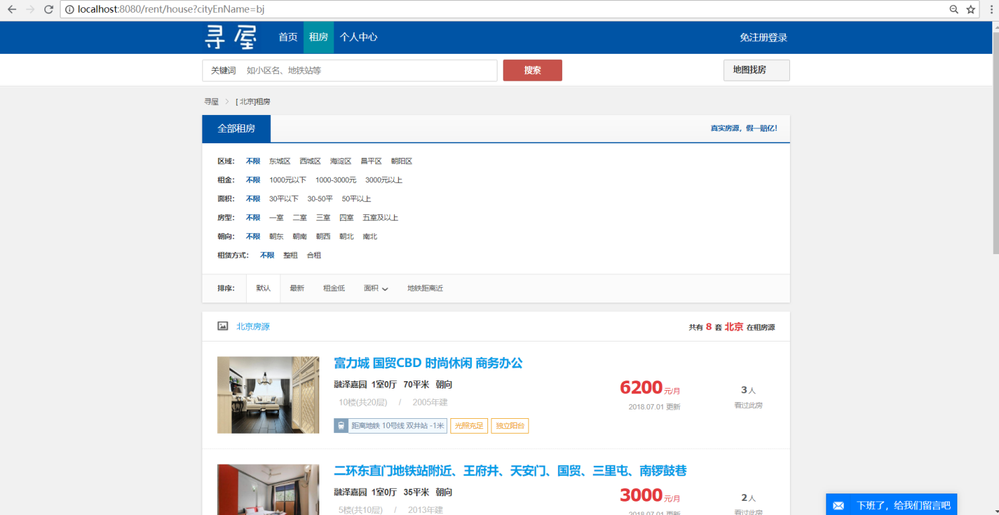 localhost:8080/rent/house?cityEnName=bj
寻屋 首页 租房 个人中心 免注册登录
关键词 如小区名、地铁站等 搜索 地图找房
寻屋 > [ 北京]租房
全部租房 真实房源，假一赔亿！
区域： 不限 东城区 西城区 海淀区 昌平区 朝阳区
租金： 不限 1000元以下 1000-3000元 3000元以上
面积： 不限 30平以下 30-50平 50平以上
房型： 不限 一室 二室 三室 四室 五室及以上
朝向： 不限 朝东 朝南 朝西 朝北 南北
租赁方式： 不限 整租 合租
排序： 默认 最新 租金低 面积 地铁距离近
北京房源 共有 8 套 北京 在租房源
富力城 国贸CBD 时尚休闲 商务办公
融泽嘉园 1室0厅 70平米 朝向
6200元/月 3人
10楼(共20层) / 2005年建 2018.07.01 更新 看过此房
距离地铁 10号线 双井站 -1米 光照充足 独立阳台
二环东直门地铁站附近、王府井、天安门、国贸、三里屯、南锣鼓巷
融泽嘉园 1室0厅 35平米 朝向
3000元/月 2人
5楼(共10层) / 2013年建 2018.07.01 更新 看过此房
下班了，给我们留言吧